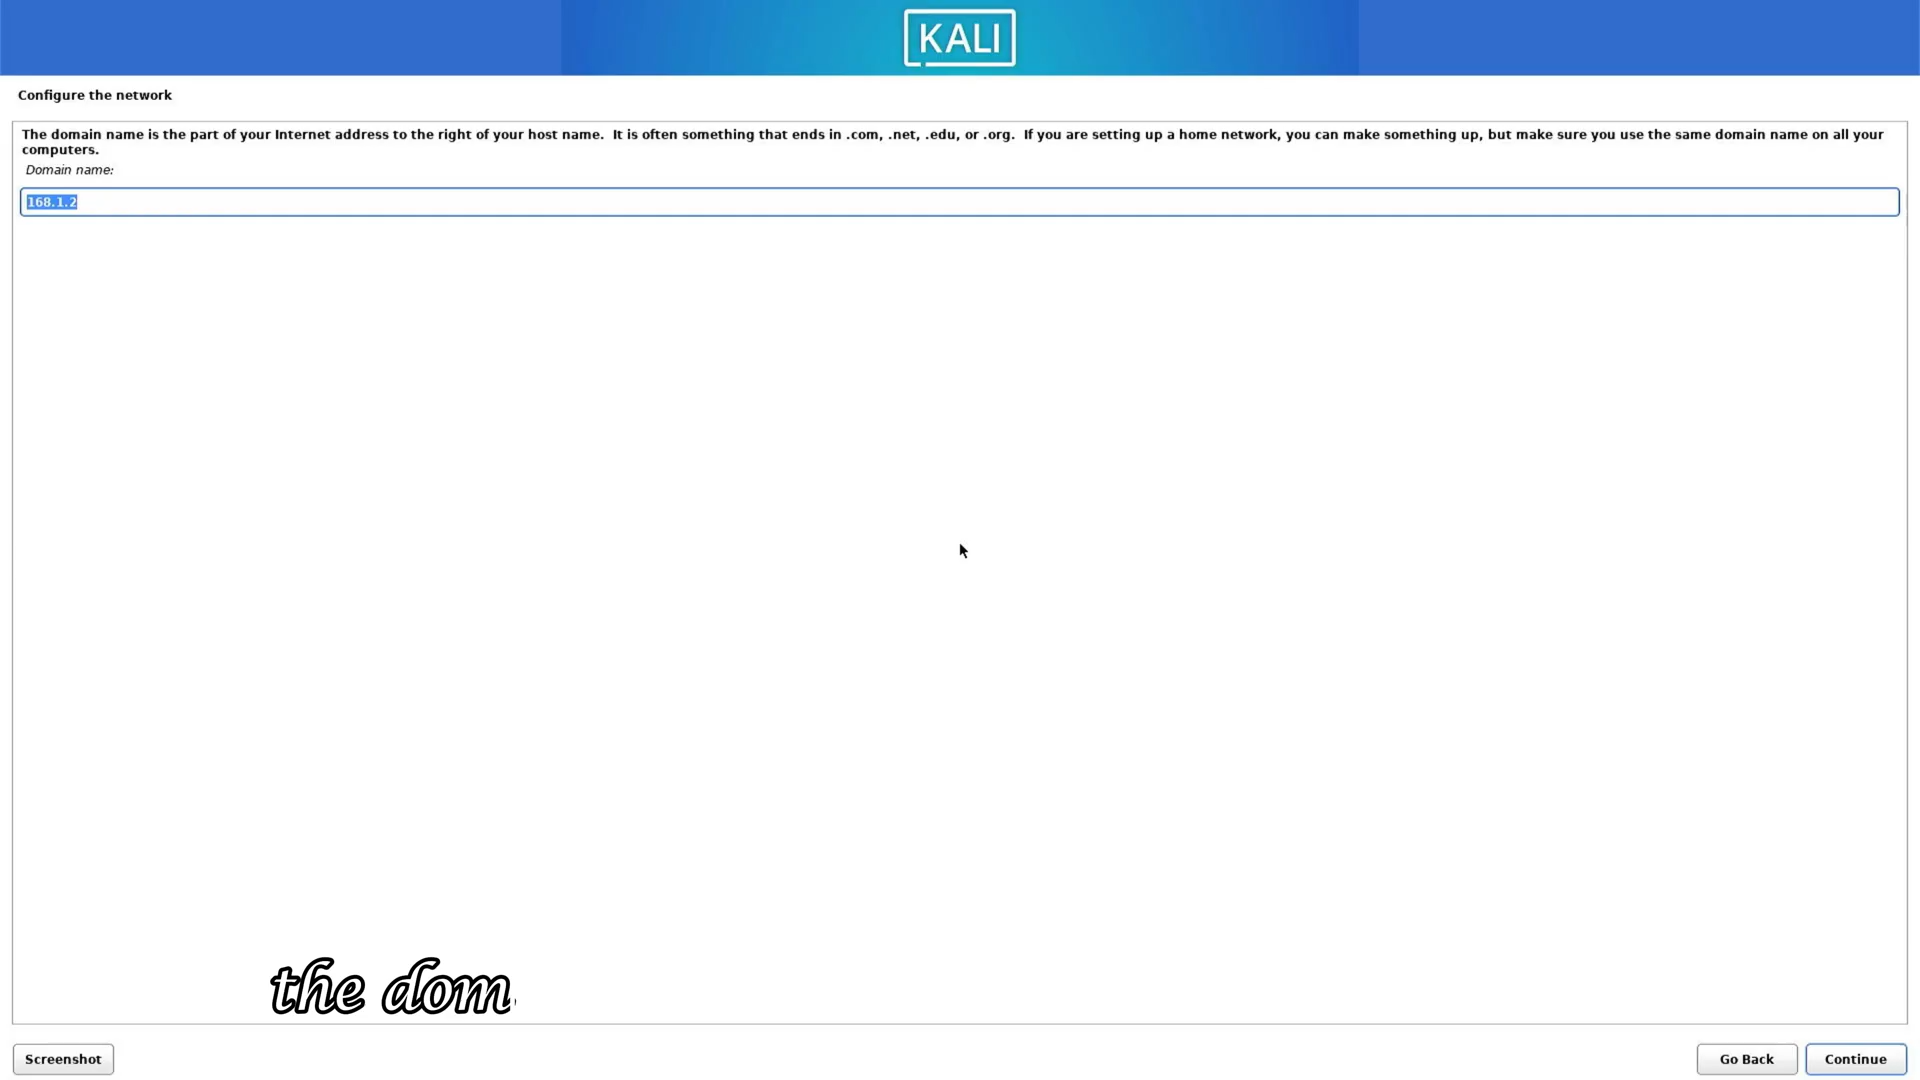 KALI
Configure the network
The domain name is the part of your Internet address to the right of your host name.  It is often something that ends in .com, .net, .edu, or .org.  If you are setting up a home network, you can make something up, but make sure you use the same domain name on all your
computers.
Domain name:
168.1.2
the dom
Screenshot
Go Back
Continue